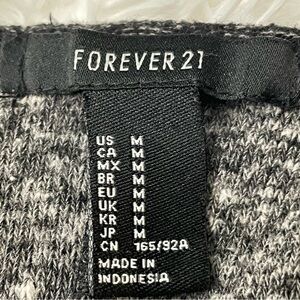 FOREVER 21
US M
CA M
MX M
BR M
EU M
UK M
KR M
JP M
CN 165/92A
MADE IN
INDONESIA